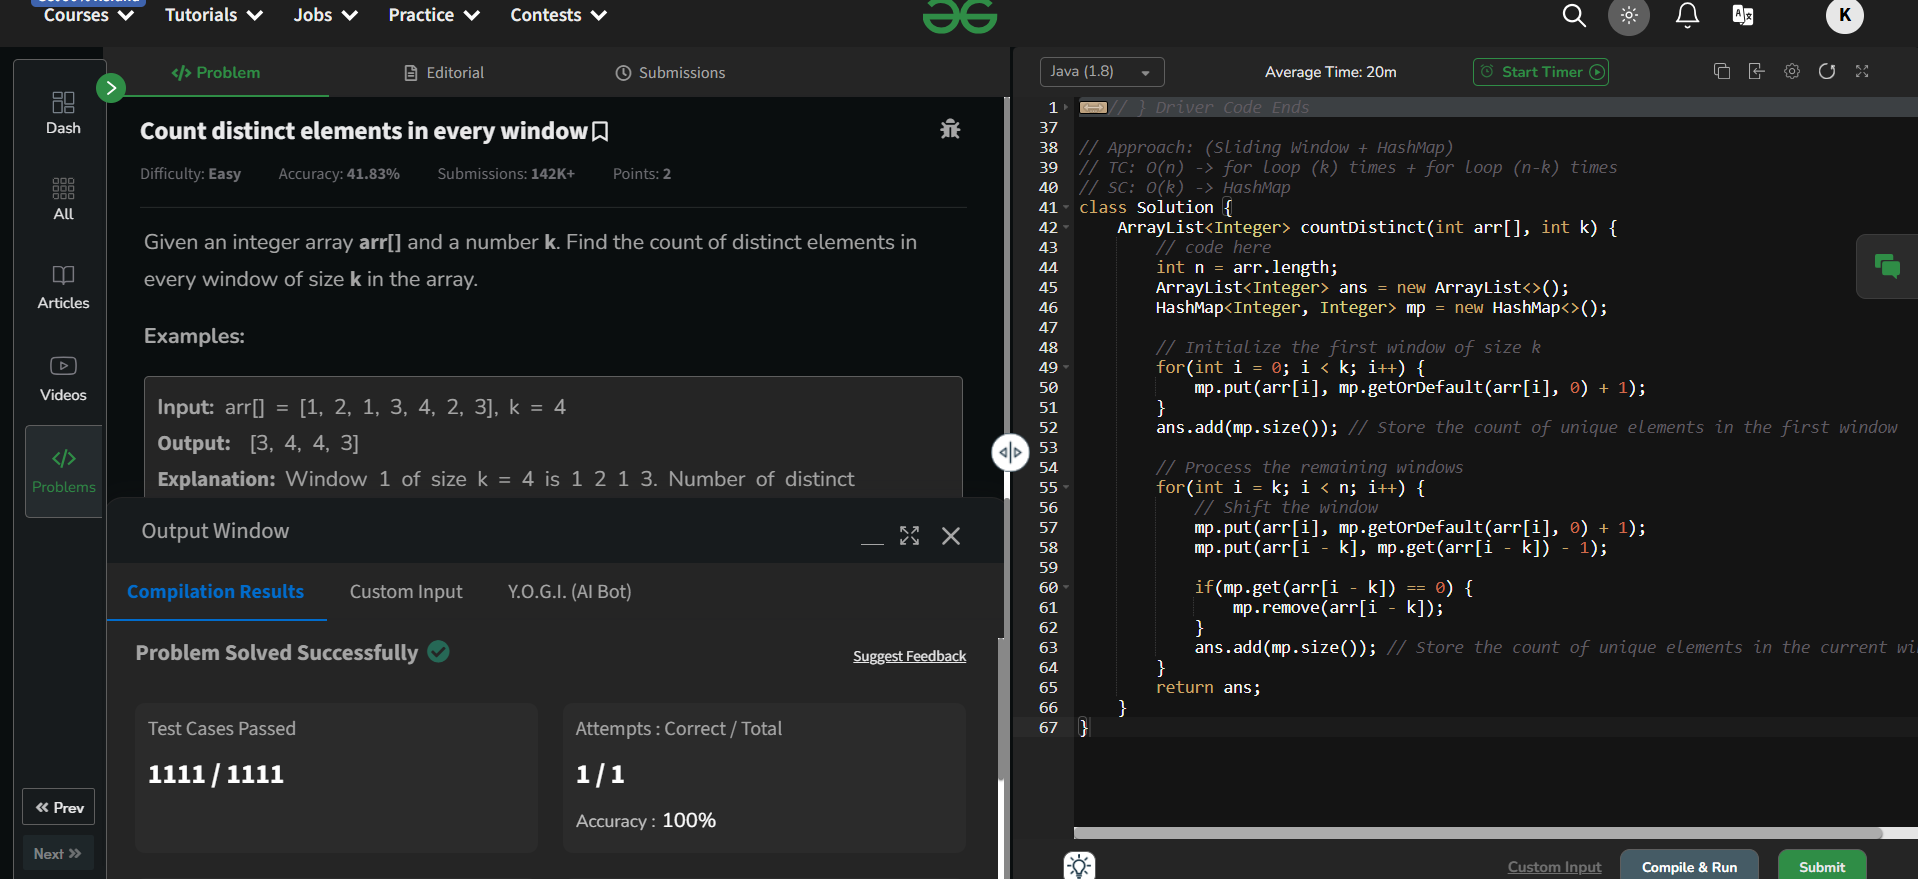 Courses
Tutorials
Jobs
Practice
Contests
K
Dash
All
Articles
Videos
Problems
Prev
Next
Problem
Editorial
Submissions
Count distinct elements in every window
Difficulty: Easy Accuracy: 41.83% Submissions: 142K+ Points: 2
Given an integer array arr[] and a number k. Find the count of distinct elements in
every window of size k in the array.
Examples:
Input: arr[] = [1, 2, 1, 3, 4, 2, 3], k = 4
Output: [3, 4, 4, 3]
Explanation: Window 1 of size k = 4 is 1 2 1 3. Number of distinct
Output Window
Compilation Results
Custom Input
Y.O.G.I. (AI Bot)
Problem Solved Successfully
Suggest Feedback
Test Cases Passed
1111 / 1111
Attempts : Correct / Total
1 / 1
Accuracy : 100%
Java (1.8)
Average Time: 20m
Start Timer
1 // } Driver Code Ends
37
38 // Approach: (Sliding Window + HashMap)
39 // TC: O(n) -> for loop (k) times + for loop (n-k) times
40 // SC: O(k) -> HashMap
41 class Solution {
42 ArrayList<Integer> countDistinct(int arr[], int k) {
43 // code here
44 int n = arr.length;
45 ArrayList<Integer> ans = new ArrayList<>();
46 HashMap<Integer, Integer> mp = new HashMap<>();
47
48 // Initialize the first window of size k
49 for(int i = 0; i < k; i++) {
50 mp.put(arr[i], mp.getOrDefault(arr[i], 0) + 1);
51 }
52 ans.add(mp.size()); // Store the count of unique elements in the first window
53
54 // Process the remaining windows
55 for(int i = k; i < n; i++) {
56 // Shift the window
57 mp.put(arr[i], mp.getOrDefault(arr[i], 0) + 1);
58 mp.put(arr[i - k], mp.get(arr[i - k]) - 1);
59
60 if(mp.get(arr[i - k]) == 0) {
61 mp.remove(arr[i - k]);
62 }
63 ans.add(mp.size()); // Store the count of unique elements in the current wi
64 }
65 return ans;
66 }
67 }
Custom Input
Compile & Run
Submit